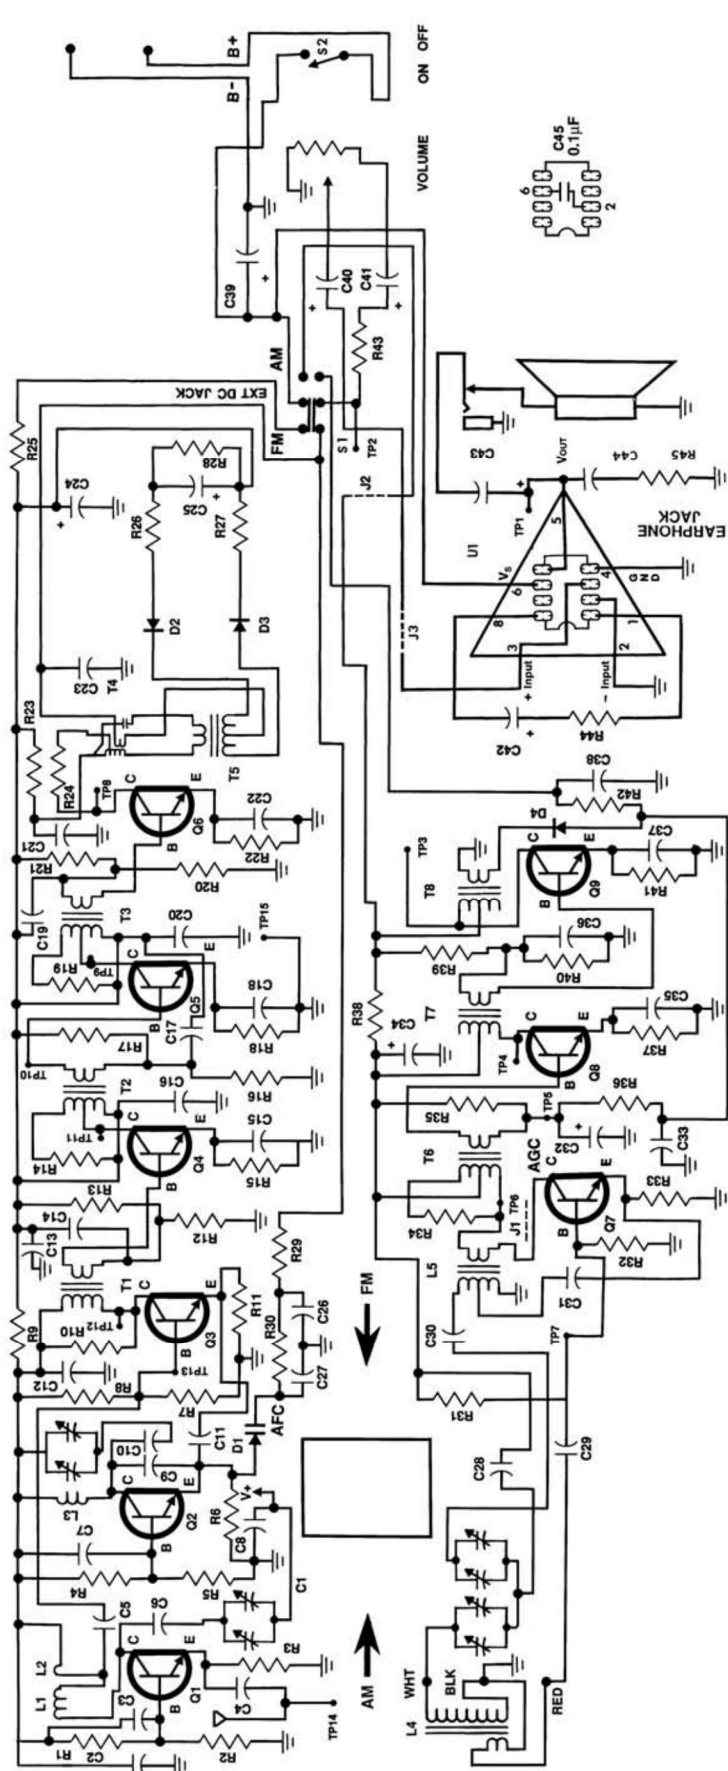 B+
B-
S2
ON OFF
VOLUME
C45
0.1µF
6
2
C39
C40
C41
R43
AM
FM
S1
TP2
EXT DC JACK
R25
C24
R28
C25
R26
R27
J2
D2
D3
C23
T4
T5
R23
R24
TP8
C21
R21
C
B
E
Q6
C22
R22
R20
C19
T3
R19
TP9
C20
TP15
C
B
E
Q5
C17
C18
R18
R17
TP10
T2
R16
C16
R14
TP11
C
B
E
Q4
C15
R15
R13
C14
C13
R12
T1
R9
R10
TP12
C12
C
B
E
Q3
R11
R8
TP13
R7
R29
R30
C26
C27
AFC
D1
C11
C10
C9
L3
C
B
E
Q2
C7
R4
R5
R6
C8
V+
C1
C5
C6
L2
L1
C3
C
B
E
Q1
R3
C4
R1
C2
R2
TP14
FM
AM
C43
TP1
+
VOUT
C44
R45
EARPHONE
JACK
U1
VS
6
5
4
GND
8
3
2
1
+ Input
– Input
J3
C42
R44
C38
R42
D4
TP3
T8
C
B
E
Q9
C37
R41
R39
C36
R40
R38
C34
T7
TP4
C
B
E
Q8
C35
R37
R35
T6
TP5
R36
C32
C33
AGC
R34
TP6
J1
C
B
E
Q7
R33
R32
L5
C31
C30
TP7
R31
C28
C29
WHT
BLK
L4
RED